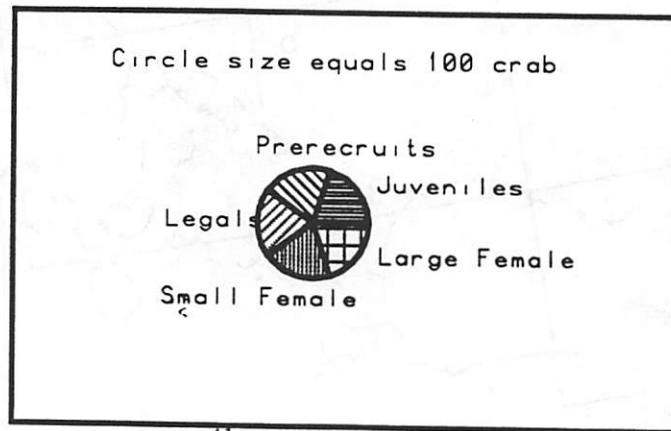 Circle size equals 100 crab
Prerecruits
Juveniles
Legals
Large Female
Small Female